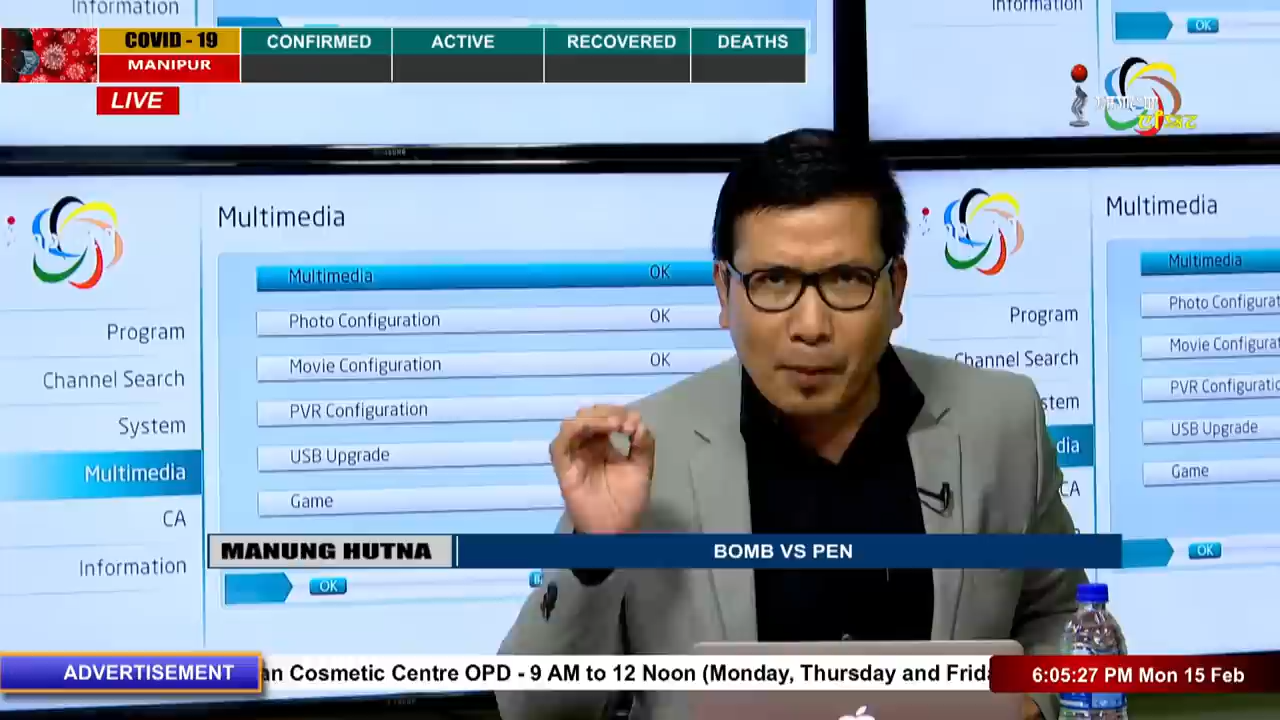 Information
OK
Information
COVID - 19
MANIPUR
CONFIRMED
ACTIVE
RECOVERED
DEATHS
LIVE
Multimedia
Multimedia OK
Photo Configuration OK
Movie Configuration OK
PVR Configuration
USB Upgrade
Game
OK
Program
Channel Search
System
Multimedia
CA
Information
Program
Channel Search
stem
dia
CA
Multimedia
Multimedia
Photo Configurat
Movie Configurat
PVR Configuratio
USB Upgrade
Game
OK
MANUNG HUTNA
BOMB VS PEN
ADVERTISEMENT
an Cosmetic Centre OPD - 9 AM to 12 Noon (Monday, Thursday and Frida
6:05:27 PM Mon 15 Feb